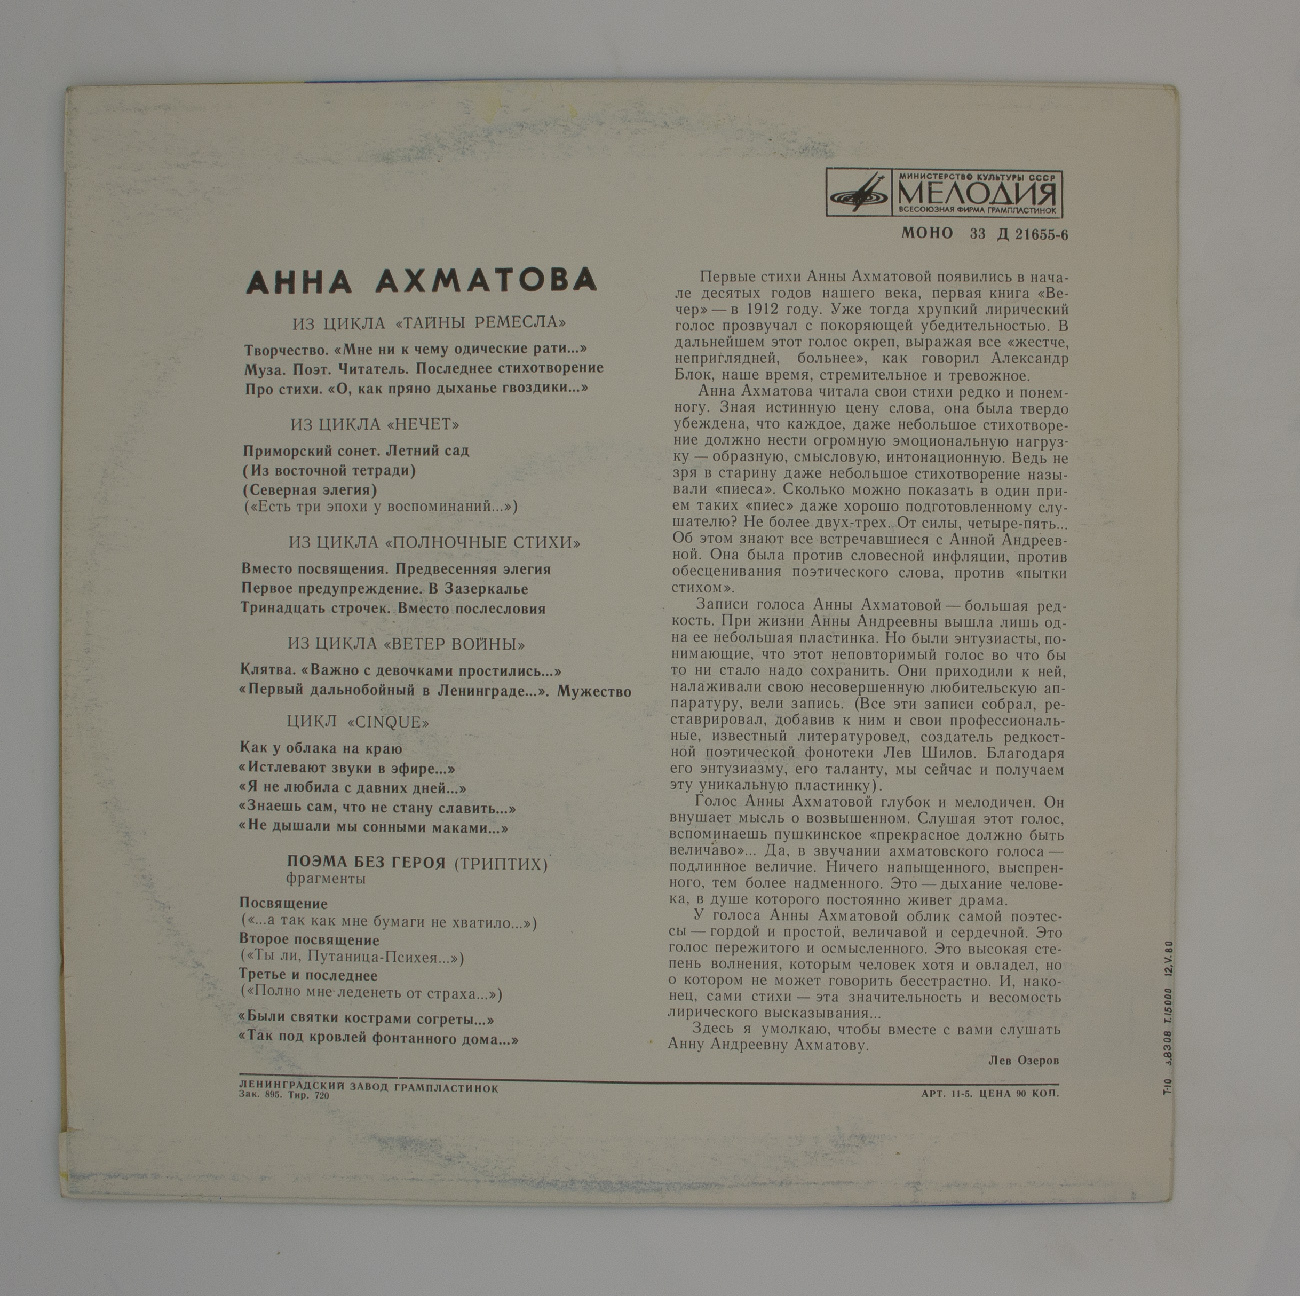 МИНИСТЕРСТВО КУЛЬТУРЫ СССР
МЕЛОДИЯ
ВСЕСОЮЗНАЯ ФИРМА ГРАМПЛАСТИНОК
МОНО 33 Д 21655-6
АННА АХМАТОВА
ИЗ ЦИКЛА «ТАЙНЫ РЕМЕСЛА»
Творчество. «Мне ни к чему одические рати...»
Муза. Поэт. Читатель. Последнее стихотворение
Про стихи. «О, как пряно дыханье гвоздики...»
ИЗ ЦИКЛА «НЕЧЕТ»
Приморский сонет. Летний сад
(Из восточной тетради)
(Северная элегия)
(«Есть три эпохи у воспоминаний...»)
ИЗ ЦИКЛА «ПОЛНОЧНЫЕ СТИХИ»
Вместо посвящения. Предвесенняя элегия
Первое предупреждение. В Зазеркалье
Тринадцать строчек. Вместо послесловия
ИЗ ЦИКЛА «ВЕТЕР ВОЙНЫ»
Клятва. «Важно с девочками простились...»
«Первый дальнобойный в Ленинграде...». Мужество
ЦИКЛ «CINQUE»
Как у облака на краю
«Истлевают звуки в эфире...»
«Я не любила с давних дней...»
«Знаешь сам, что не стану славить...»
«Не дышали мы сонными маками...»
ПОЭМА БЕЗ ГЕРОЯ (ТРИПТИХ)
фрагменты
Посвящение
(«...а так как мне бумаги не хватило...»)
Второе посвящение
(«Ты ли, Путаница-Психея...»)
Третье и последнее
(«Полно мне леденеть от страха...»)
«Были святки кострами согреты...»
«Так под кровлей фонтанного дома...»
Первые стихи Анны Ахматовой появились в нача-
ле десятых годов нашего века, первая книга «Ве-
чер» — в 1912 году. Уже тогда хрупкий лирический
голос прозвучал с покоряющей убедительностью. В
дальнейшем этот голос окреп, выражая все «жестче,
неприглядней, больнее», как говорил Александр
Блок, наше время, стремительное и тревожное.
Анна Ахматова читала свои стихи редко и понем-
ногу. Зная истинную цену слова, она была твердо
убеждена, что каждое, даже небольшое стихотворе-
ние должно нести огромную эмоциональную нагруз-
ку — образную, смысловую, интонационную. Ведь не
зря в старину даже небольшое стихотворение назы-
вали «пиеса». Сколько можно показать в один при-
ем таких «пиес» даже хорошо подготовленному слу-
шателю? Не более двух-трех. От силы, четыре-пять...
Об этом знают все встречавшиеся с Анной Андреев-
ной. Она была против словесной инфляции, против
обесценивания поэтического слова, против «пытки
стихом».
Записи голоса Анны Ахматовой — большая ред-
кость. При жизни Анны Андреевны вышла лишь од-
на ее небольшая пластинка. Но были энтузиасты, по-
нимающие, что этот неповторимый голос во что бы
то ни стало надо сохранить. Они приходили к ней,
налаживали свою несовершенную любительскую ап-
паратуру, вели запись. (Все эти записи собрал, ре-
ставрировал, добавив к ним и свои профессиональ-
ные, известный литературовед, создатель редкост-
ной поэтической фонотеки Лев Шилов. Благодаря
его энтузиазму, его таланту, мы сейчас и получаем
эту уникальную пластинку).
Голос Анны Ахматовой глубок и мелодичен. Он
внушает мысль о возвышенном. Слушая этот голос,
вспоминаешь пушкинское «прекрасное должно быть
величаво»... Да, в звучании ахматовского голоса —
подлинное величие. Ничего напыщенного, выспрен-
ного, тем более надменного. Это — дыхание челове-
ка, в душе которого постоянно живет драма.
У голоса Анны Ахматовой облик самой поэтес-
сы — гордой и простой, величавой и сердечной. Это
голос пережитого и осмысленного. Это высокая сте-
пень волнения, которым человек хотя и овладел, но
о котором не может говорить бесстрастно. И, нако-
нец, сами стихи — эта значительность и весомость
лирического высказывания...
Здесь я умолкаю, чтобы вместе с вами слушать
Анну Андреевну Ахматову.
Лев Озеров
ЛЕНИНГРАДСКИЙ ЗАВОД ГРАМПЛАСТИНОК
Зак. 895. Тир. 720
АРТ. 11-5. ЦЕНА 90 КОП.
Т-10 з.8308 Т.15000 12.V.80